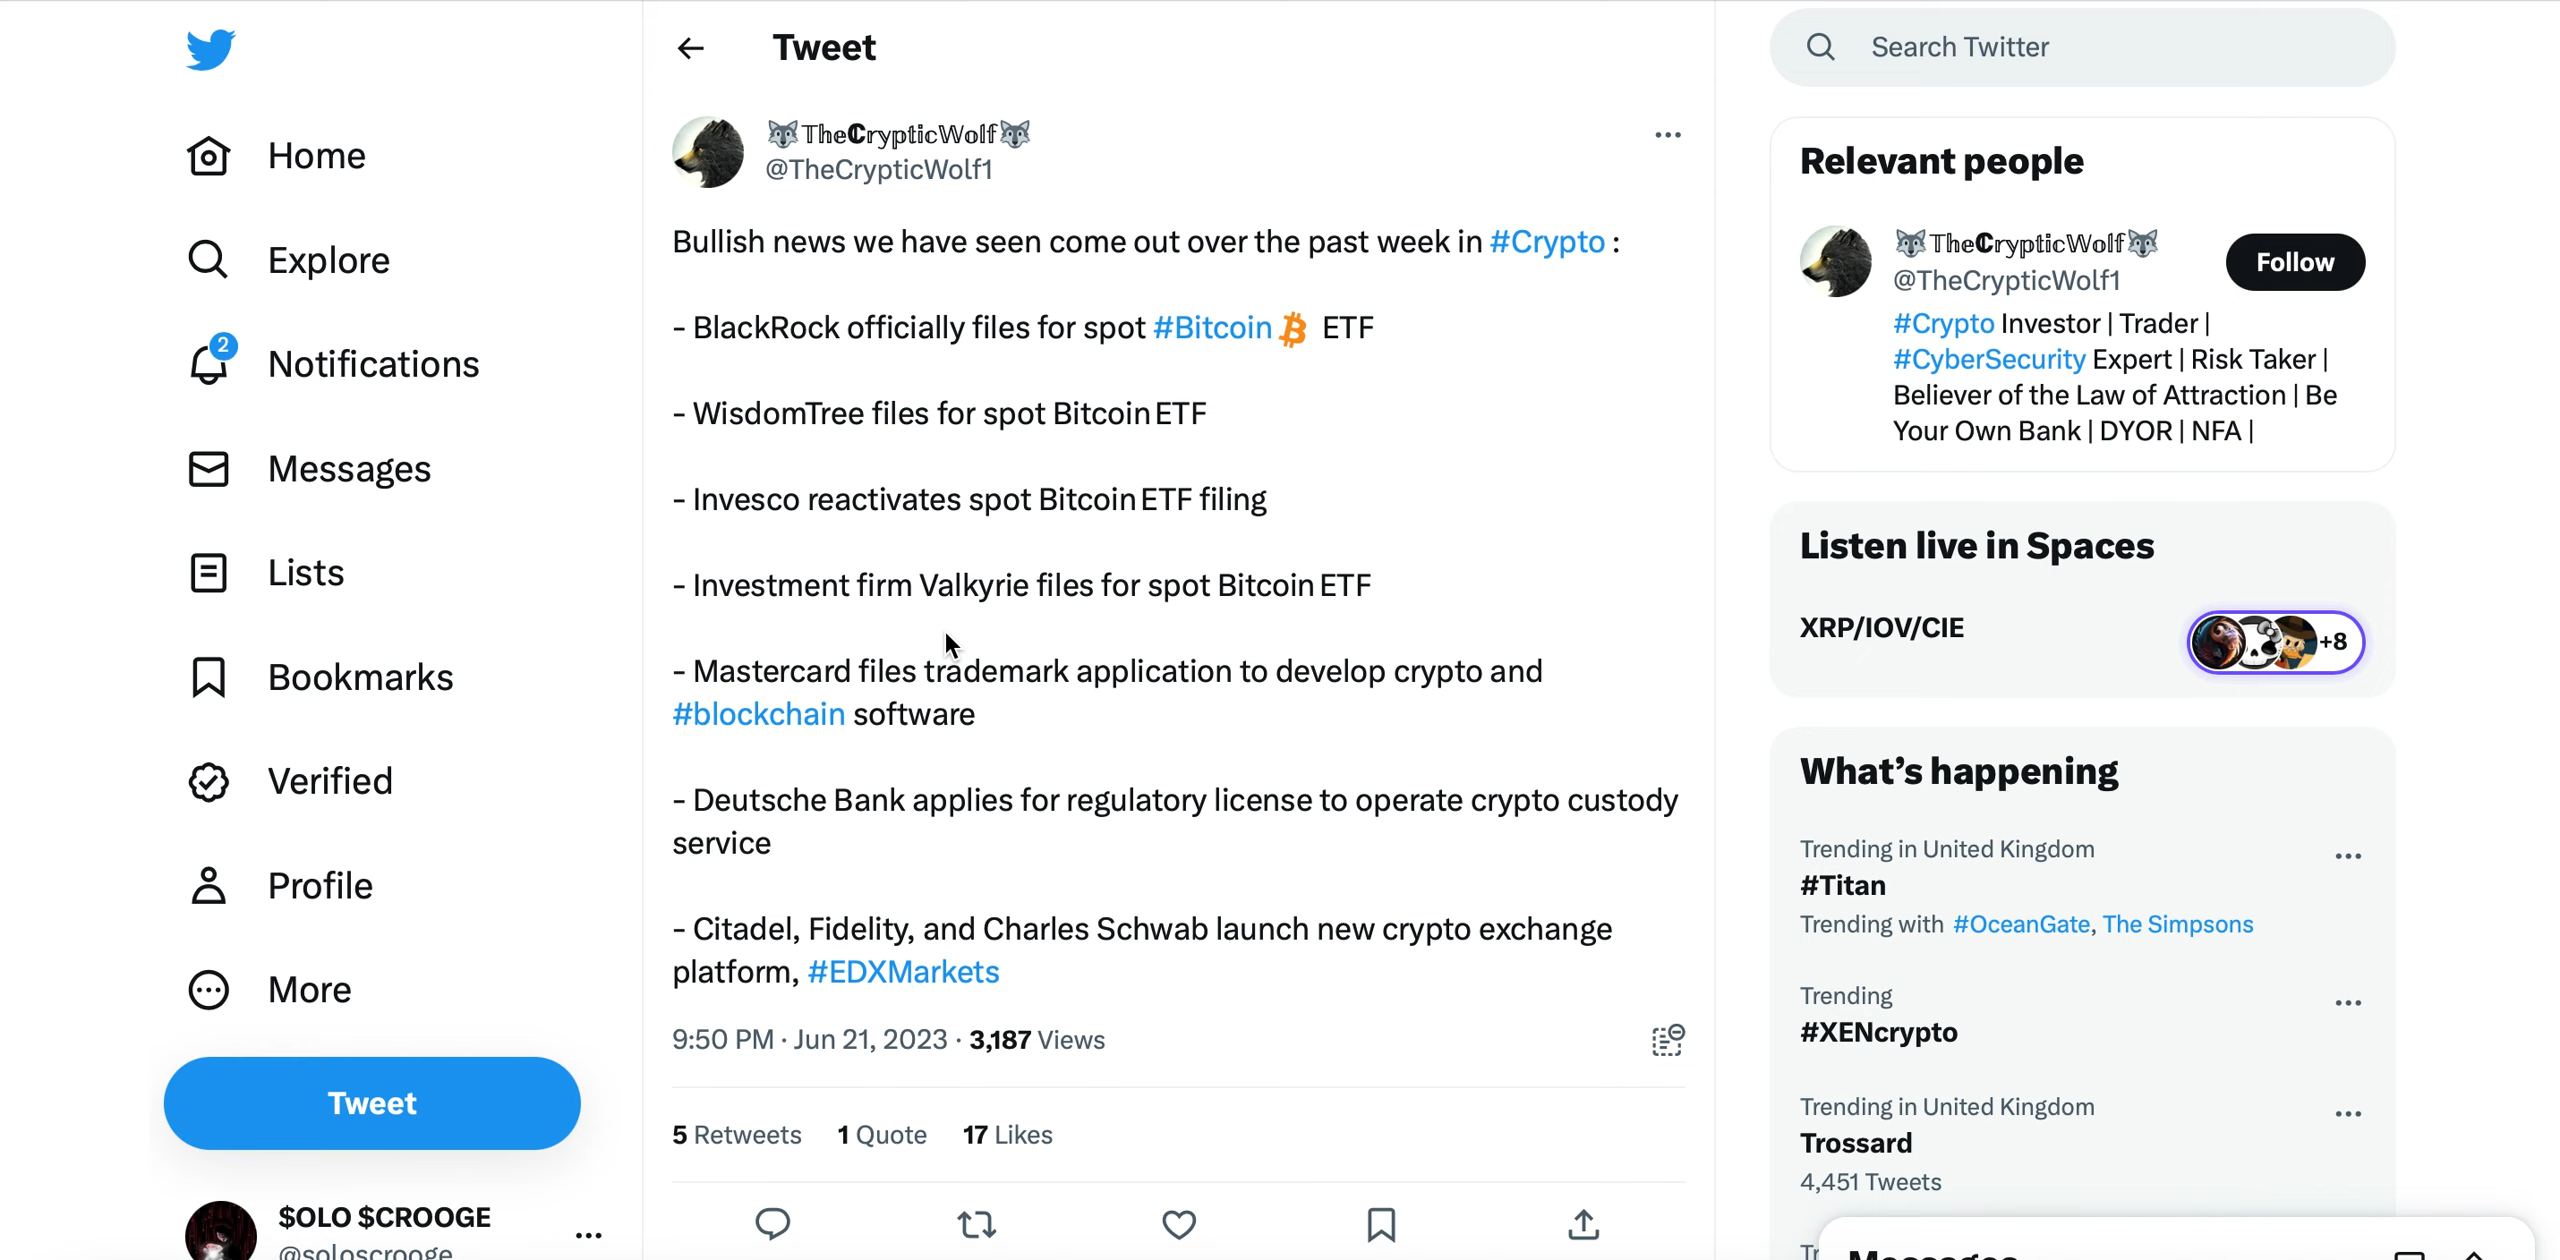 Home
Explore
2
Notifications
Messages
Lists
Bookmarks
Verified
Profile
More
Tweet
$OLO $CROOGE
@soloscrooge
Tweet
🐺𝕋𝕙𝕖ℂ𝕣𝕪𝕡𝕥𝕚𝕔𝕎𝕠𝕝𝕗🐺
@TheCrypticWolf1
Bullish news we have seen come out over the past week in #Crypto :
- BlackRock officially files for spot #Bitcoin ETF
- WisdomTree files for spot Bitcoin ETF
- Invesco reactivates spot Bitcoin ETF filing
- Investment firm Valkyrie files for spot Bitcoin ETF
- Mastercard files trademark application to develop crypto and
#blockchain software
- Deutsche Bank applies for regulatory license to operate crypto custody
service
- Citadel, Fidelity, and Charles Schwab launch new crypto exchange
platform, #EDXMarkets
9:50 PM · Jun 21, 2023 · 3,187 Views
5 Retweets 1 Quote 17 Likes
Search Twitter
Relevant people
🐺𝕋𝕙𝕖ℂ𝕣𝕪𝕡𝕥𝕚𝕔𝕎𝕠𝕝𝕗🐺
@TheCrypticWolf1
Follow
#Crypto Investor | Trader |
#CyberSecurity Expert | Risk Taker |
Believer of the Law of Attraction | Be
Your Own Bank | DYOR | NFA |
Listen live in Spaces
XRP/IOV/CIE
+8
What's happening
Trending in United Kingdom
#Titan
Trending with #OceanGate, The Simpsons
Trending
#XENcrypto
Trending in United Kingdom
Trossard
4,451 Tweets
Messages